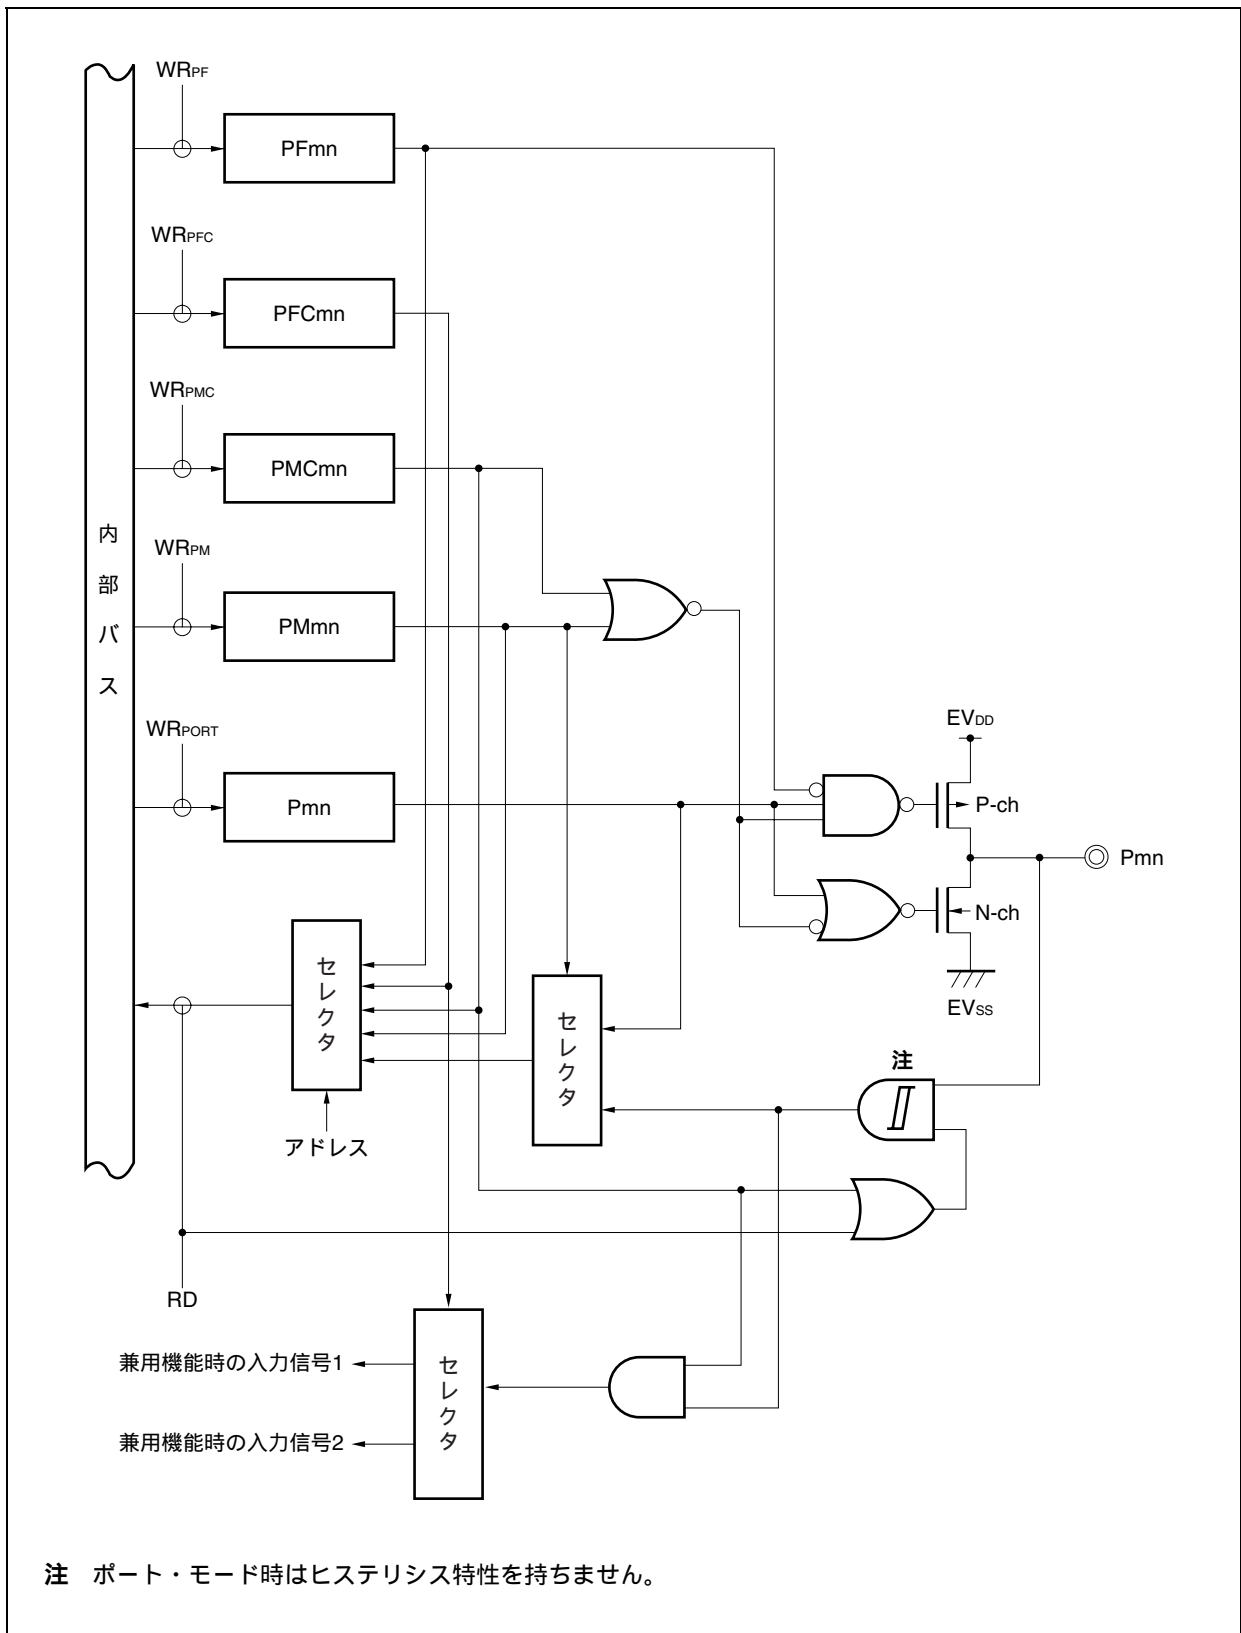 WRPF
PFmn
WRPFC
PFCmn
WRPMC
PMCmn
内部バス
WRPM
PMmn
WRPORT
Pmn
EVDD
P-ch
Pmn
N-ch
EVSS
セレクタ
セレクタ
注
アドレス
RD
セレクタ
兼用機能時の入力信号1
兼用機能時の入力信号2
注 ポート・モード時はヒステリシス特性を持ちません。